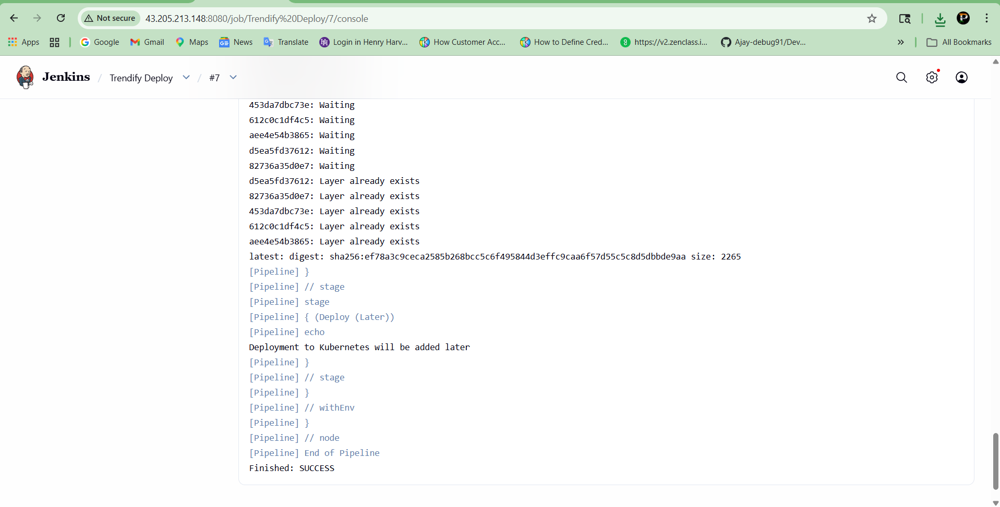 Not secure 43.205.213.148:8080/job/Trendify%20Deploy/7/console
Apps Google Gmail Maps News Translate Login in Henry Harv... How Customer Acc... How to Define Cred... https://v2.zenclass.i... Ajay-debug91/Dev... » All Bookmarks
Jenkins / Trendify Deploy / #7
453da7dbc73e: Waiting
612c0c1df4c5: Waiting
aee4e54b3865: Waiting
d5ea5fd37612: Waiting
82736a35d0e7: Waiting
d5ea5fd37612: Layer already exists
82736a35d0e7: Layer already exists
453da7dbc73e: Layer already exists
612c0c1df4c5: Layer already exists
aee4e54b3865: Layer already exists
latest: digest: sha256:ef78a3c9ceca2585b268bcc5c6f495844d3effc9caa6f57d55c5c8d5dbbde9aa size: 2265
[Pipeline] }
[Pipeline] // stage
[Pipeline] stage
[Pipeline] { (Deploy (Later))
[Pipeline] echo
Deployment to Kubernetes will be added later
[Pipeline] }
[Pipeline] // stage
[Pipeline] }
[Pipeline] // withEnv
[Pipeline] }
[Pipeline] // node
[Pipeline] End of Pipeline
Finished: SUCCESS